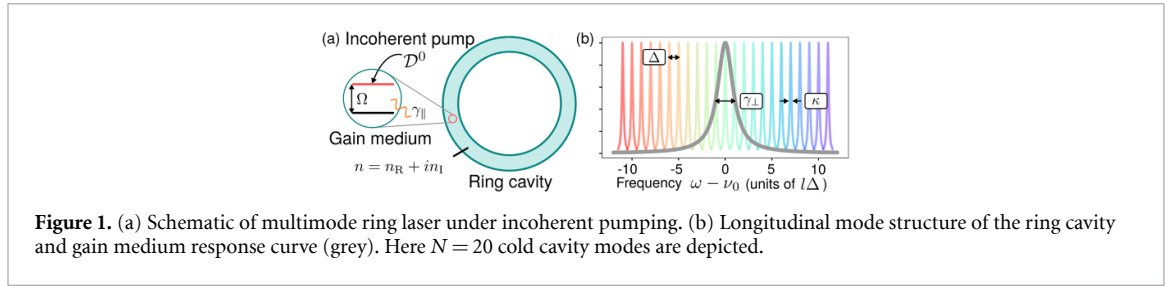 (a) Incoherent pump
𝒟⁰
Ω
γ∥
Gain medium
n = n_R + in_I
Ring cavity
(b)
Δ
γ⊥
κ
-10 -5 0 5 10
Frequency ω − ν₀ (units of lΔ)
Figure 1. (a) Schematic of multimode ring laser under incoherent pumping. (b) Longitudinal mode structure of the ring cavity
and gain medium response curve (grey). Here N = 20 cold cavity modes are depicted.